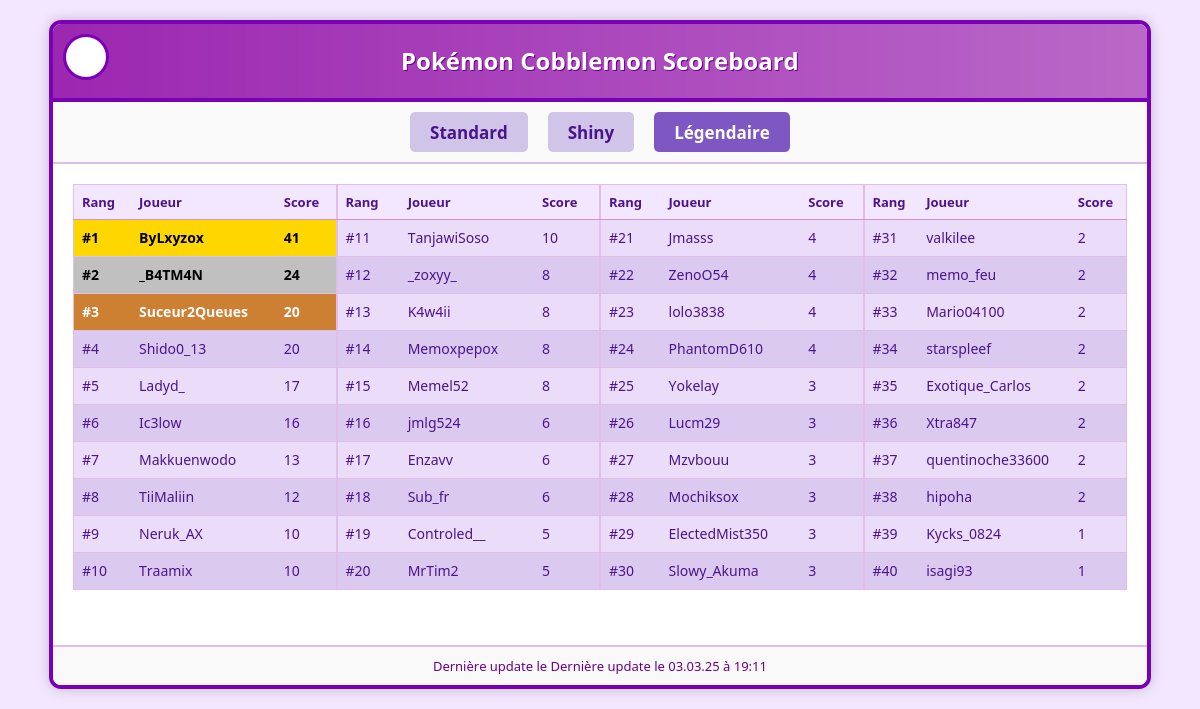 Pokémon Cobblemon Scoreboard
Standard Shiny Légendaire
Rang Joueur Score Rang Joueur Score Rang Joueur Score Rang Joueur Score
#1 ByLxyzox 41 #11 TanjawiSoso 10 #21 Jmasss 4 #31 valkilee 2
#2 _B4TM4N 24 #12 _zoxyy_ 8 #22 ZenoO54 4 #32 memo_feu 2
#3 Suceur2Queues 20 #13 K4w4ii 8 #23 lolo3838 4 #33 Mario04100 2
#4 Shido0_13 20 #14 Memoxpepox 8 #24 PhantomD610 4 #34 starspleef 2
#5 Ladyd_ 17 #15 Memel52 8 #25 Yokelay 3 #35 Exotique_Carlos 2
#6 Ic3low 16 #16 jmlg524 6 #26 Lucm29 3 #36 Xtra847 2
#7 Makkuenwodo 13 #17 Enzavv 6 #27 Mzvbouu 3 #37 quentinoche33600 2
#8 TiiMaliin 12 #18 Sub_fr 6 #28 Mochiksox 3 #38 hipoha 2
#9 Neruk_AX 10 #19 Controled__ 5 #29 ElectedMist350 3 #39 Kycks_0824 1
#10 Traamix 10 #20 MrTim2 5 #30 Slowy_Akuma 3 #40 isagi93 1
Dernière update le Dernière update le 03.03.25 à 19:11